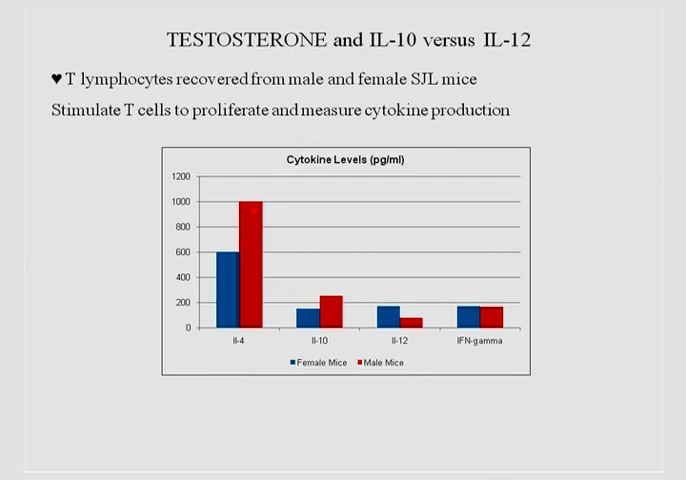 TESTOSTERONE and IL-10 versus IL-12
♥ T lymphocytes recovered from male and female SJL mice
Stimulate T cells to proliferate and measure cytokine production
Cytokine Levels (pg/ml)
1200
1000
800
600
400
200
0
Il-4 Il-10 Il-12 IFN-gamma
Female Mice Male Mice